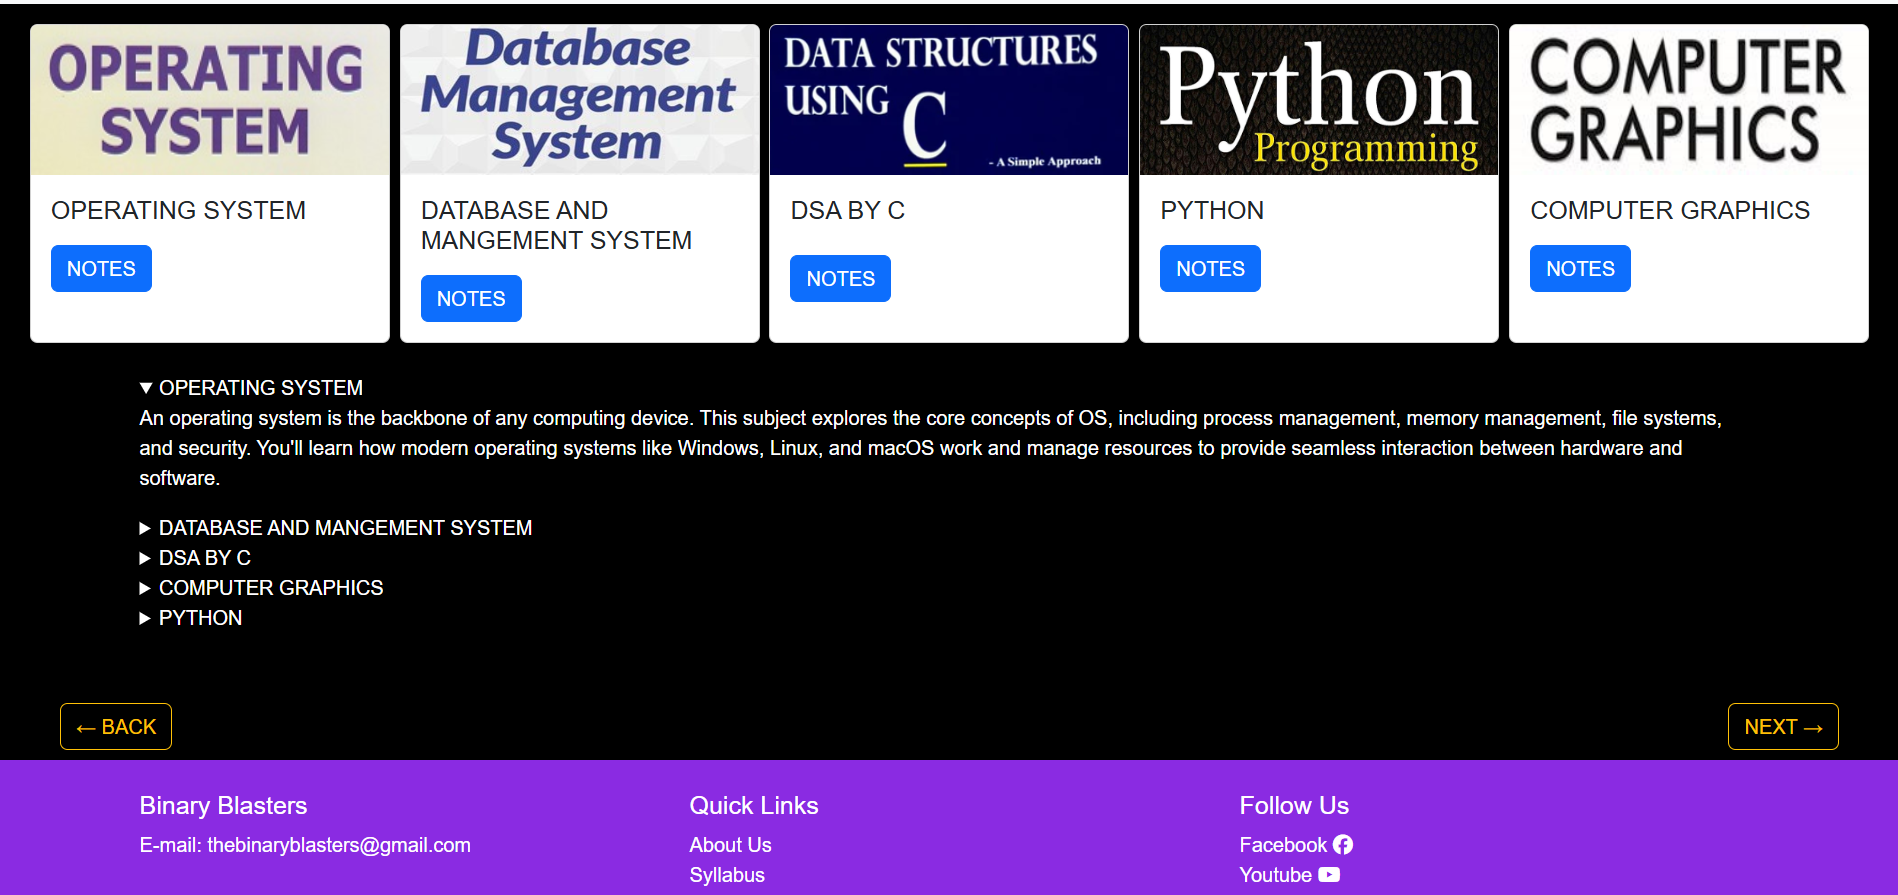 OPERATING
SYSTEM
Database
Management
System
DATA STRUCTURES
USING C
- A Simple Approach
Python
Programming
COMPUTER
GRAPHICS
OPERATING SYSTEM
NOTES
DATABASE AND
MANGEMENT SYSTEM
NOTES
DSA BY C
NOTES
PYTHON
NOTES
COMPUTER GRAPHICS
NOTES
▼ OPERATING SYSTEM
An operating system is the backbone of any computing device. This subject explores the core concepts of OS, including process management, memory management, file systems,
and security. You'll learn how modern operating systems like Windows, Linux, and macOS work and manage resources to provide seamless interaction between hardware and
software.
▶ DATABASE AND MANGEMENT SYSTEM
▶ DSA BY C
▶ COMPUTER GRAPHICS
▶ PYTHON
← BACK
NEXT →
Binary Blasters
E-mail: thebinaryblasters@gmail.com
Quick Links
About Us
Syllabus
Follow Us
Facebook
Youtube